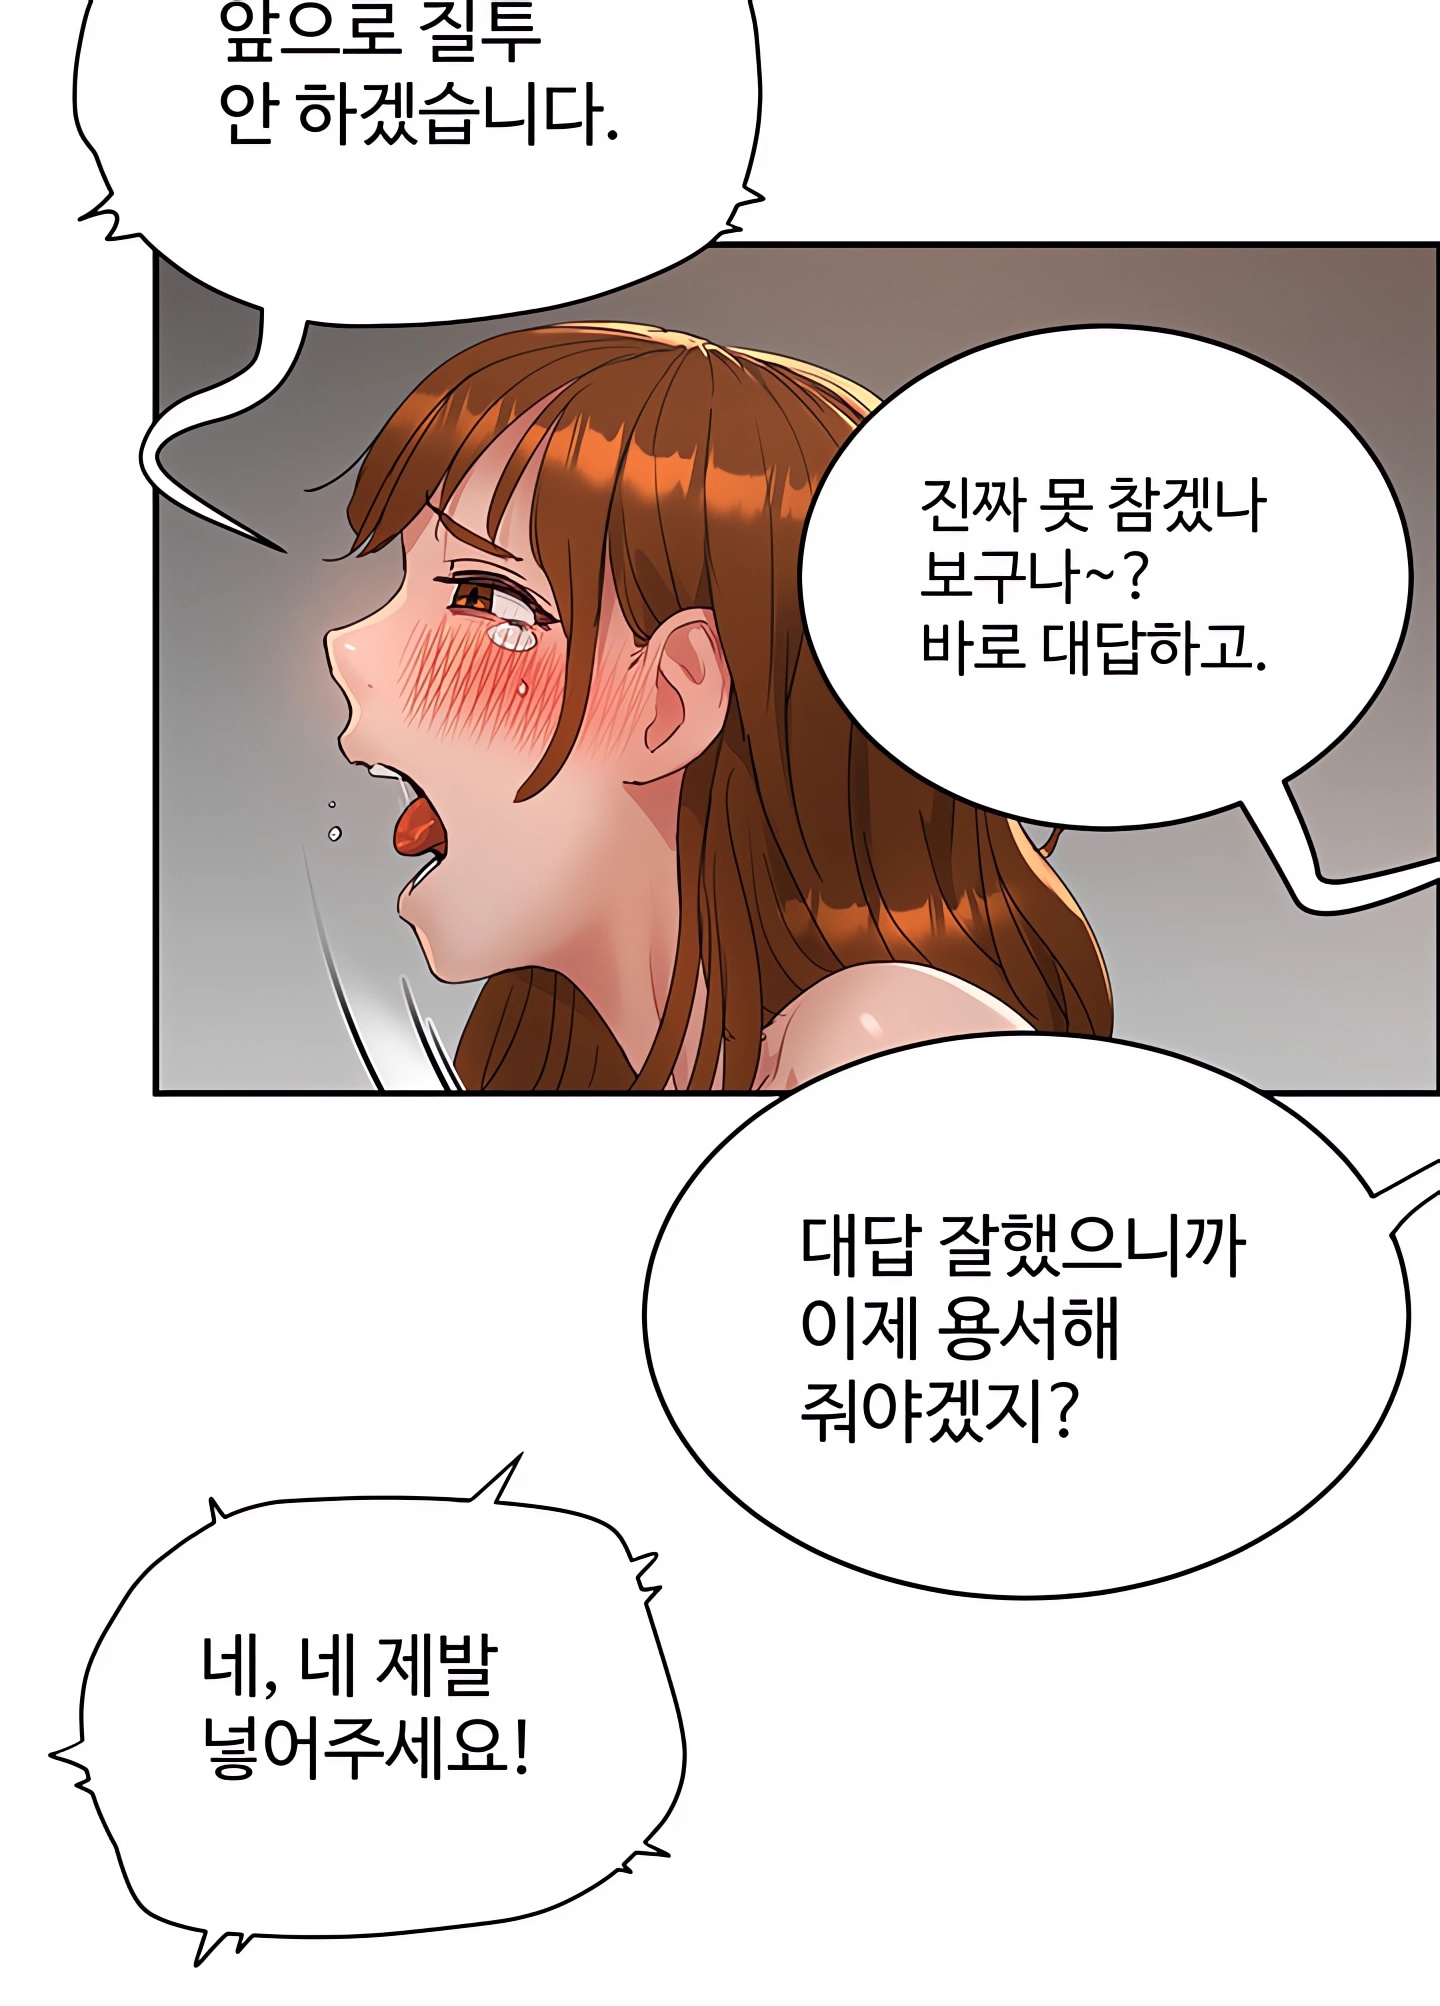 앞으로 질투
안 하겠습니다.
진짜 못 참겠나
보구나~?
바로 대답하고.
대답 잘했으니까
이제 용서해
줘야겠지?
네, 네 제발
넣어주세요!